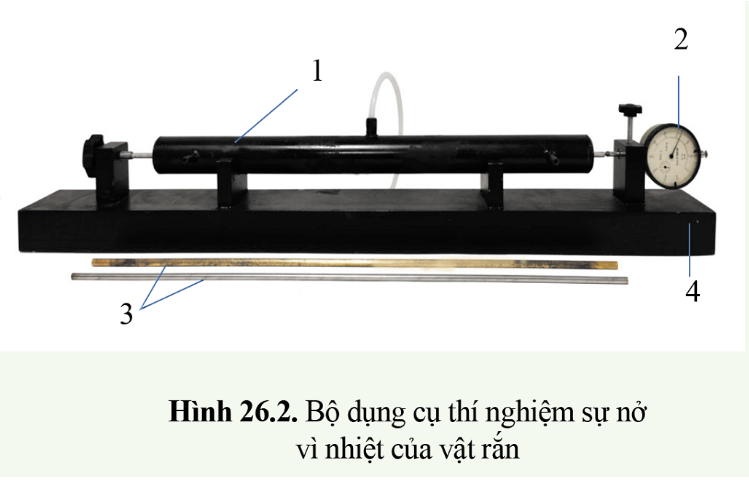 1
2
3
4
Hình 26.2. Bộ dụng cụ thí nghiệm sự nở
vì nhiệt của vật rắn